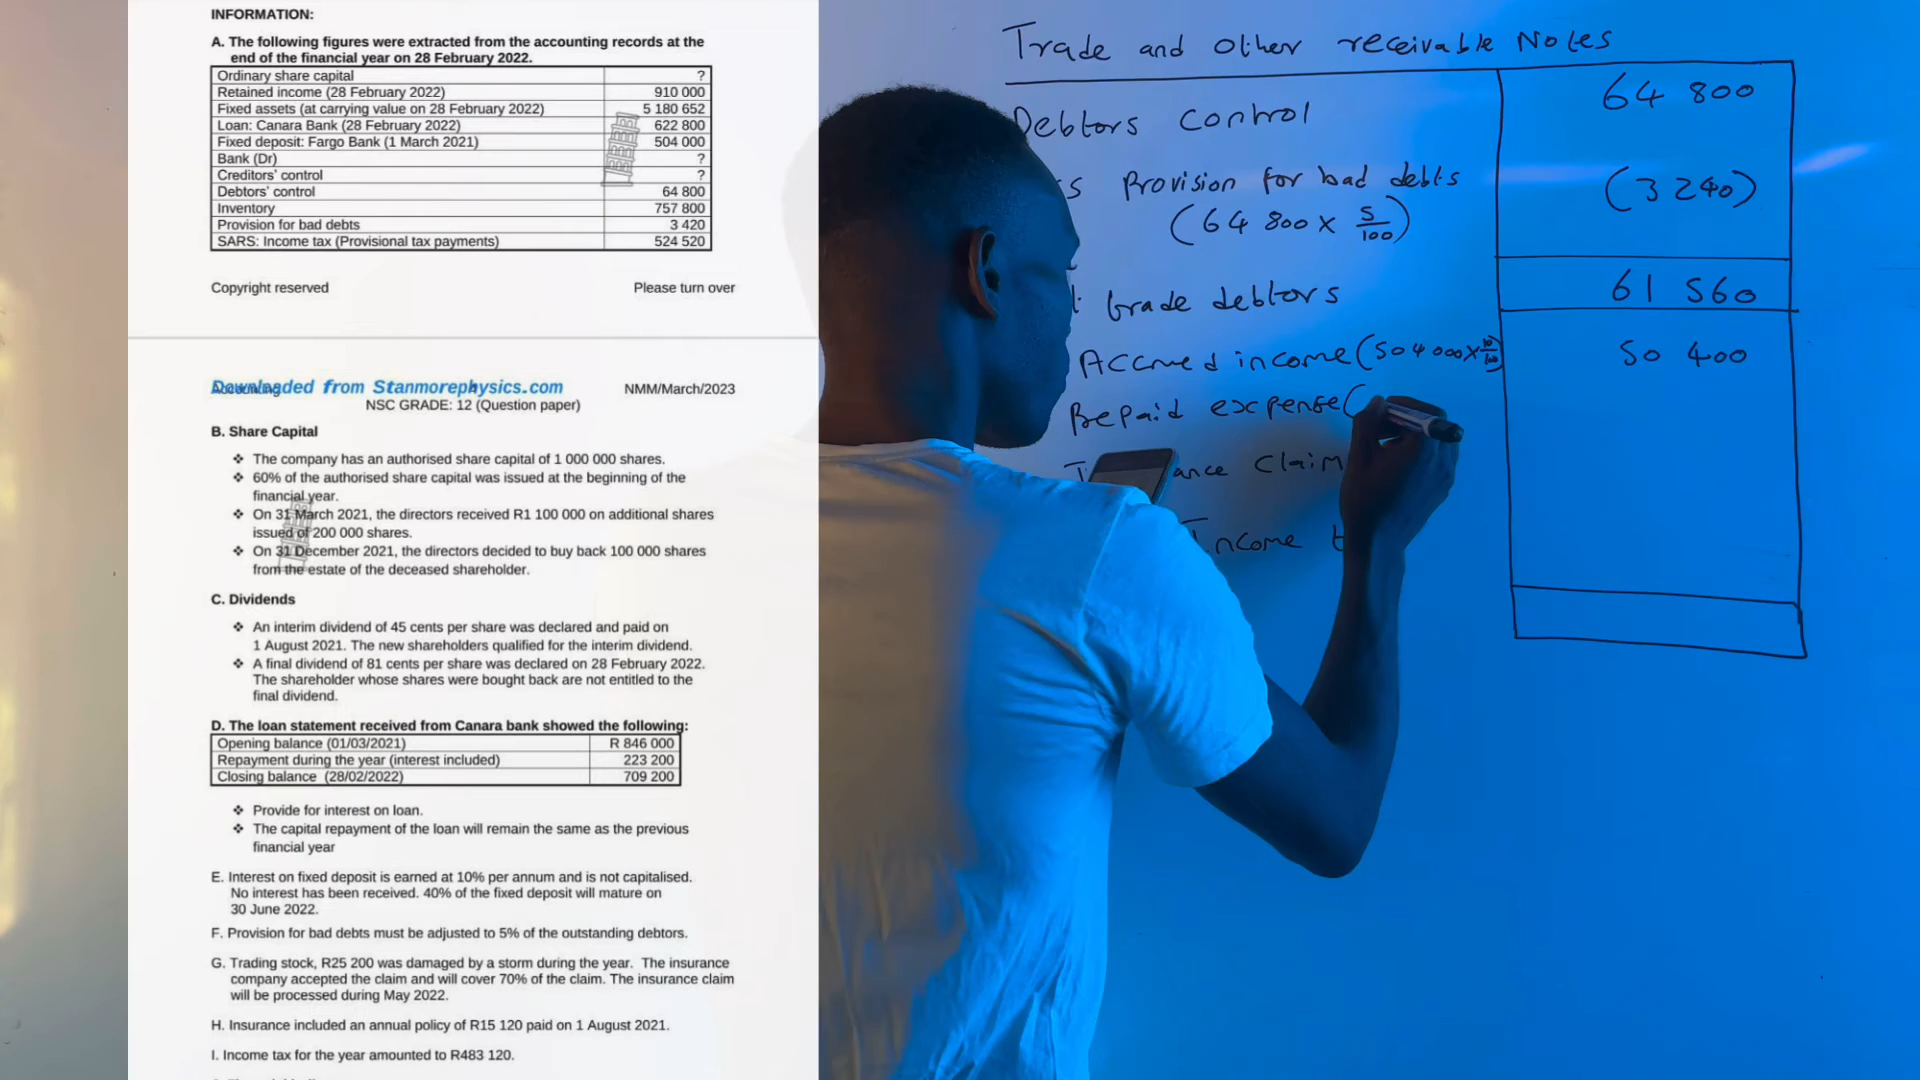 INFORMATION:
A. The following figures were extracted from the accounting records at the
end of the financial year on 28 February 2022.
Ordinary share capital ?
Retained income (28 February 2022) 910 000
Fixed assets (at carrying value on 28 February 2022) 5 180 652
Loan: Canara Bank (28 February 2022) 622 800
Fixed deposit: Fargo Bank (1 March 2021) 504 000
Bank (Dr) ?
Creditors' control ?
Debtors' control 64 800
Inventory 757 800
Provision for bad debts 3 420
SARS: Income tax (Provisional tax payments) 524 520
Copyright reserved Please turn over
Downloaded from Stanmorephysics.com NMM/March/2023
NSC GRADE: 12 (Question paper)
B. Share Capital
❖ The company has an authorised share capital of 1 000 000 shares.
❖ 60% of the authorised share capital was issued at the beginning of the
financial year.
❖ On 31 March 2021, the directors received R1 100 000 on additional shares
issued of 200 000 shares.
❖ On 31 December 2021, the directors decided to buy back 100 000 shares
from the estate of the deceased shareholder.
C. Dividends
❖ An interim dividend of 45 cents per share was declared and paid on
1 August 2021. The new shareholders qualified for the interim dividend.
❖ A final dividend of 81 cents per share was declared on 28 February 2022.
The shareholder whose shares were bought back are not entitled to the
final dividend.
D. The loan statement received from Canara bank showed the following:
Opening balance (01/03/2021) R 846 000
Repayment during the year (interest included) 223 200
Closing balance (28/02/2022) 709 200
❖ Provide for interest on loan.
❖ The capital repayment of the loan will remain the same as the previous
financial year
E. Interest on fixed deposit is earned at 10% per annum and is not capitalised.
No interest has been received. 40% of the fixed deposit will mature on
30 June 2022.
F. Provision for bad debts must be adjusted to 5% of the outstanding debtors.
G. Trading stock, R25 200 was damaged by a storm during the year. The insurance
company accepted the claim and will cover 70% of the claim. The insurance claim
will be processed during May 2022.
H. Insurance included an annual policy of R15 120 paid on 1 August 2021.
I. Income tax for the year amounted to R483 120.
Trade and other receivable Notes
Debtors control 64 800
s Provision for bad debts (3 240)
(64 800 x 5/100)
trade debtors 61 560
Accrued income (504 000 x 10/100) 50 400
Prepaid expense (
ance claim
Income t